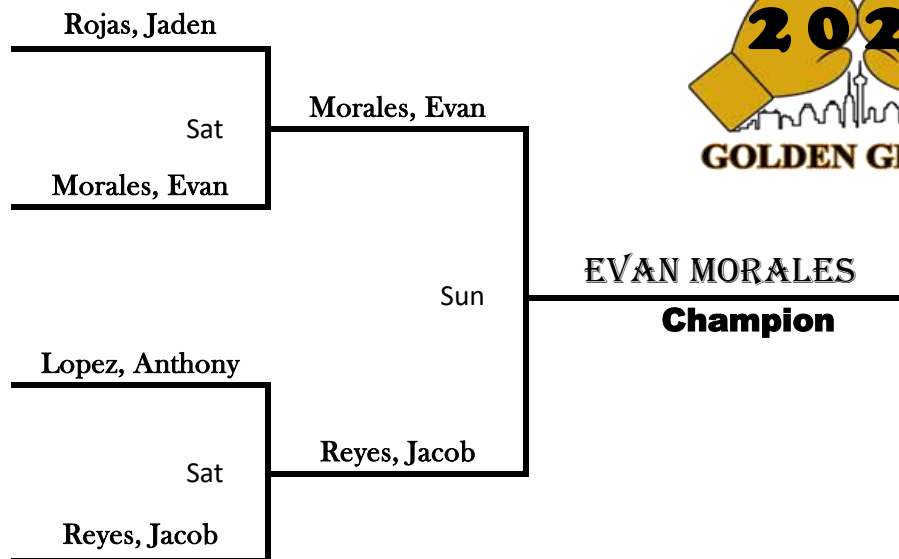 Rojas, Jaden
Sat
Morales, Evan
Morales, Evan
GOLDEN
Sun
EVAN MORALES
Champion
Lopez, Anthony
Sat
Reyes, Jacob
Reyes, Jacob